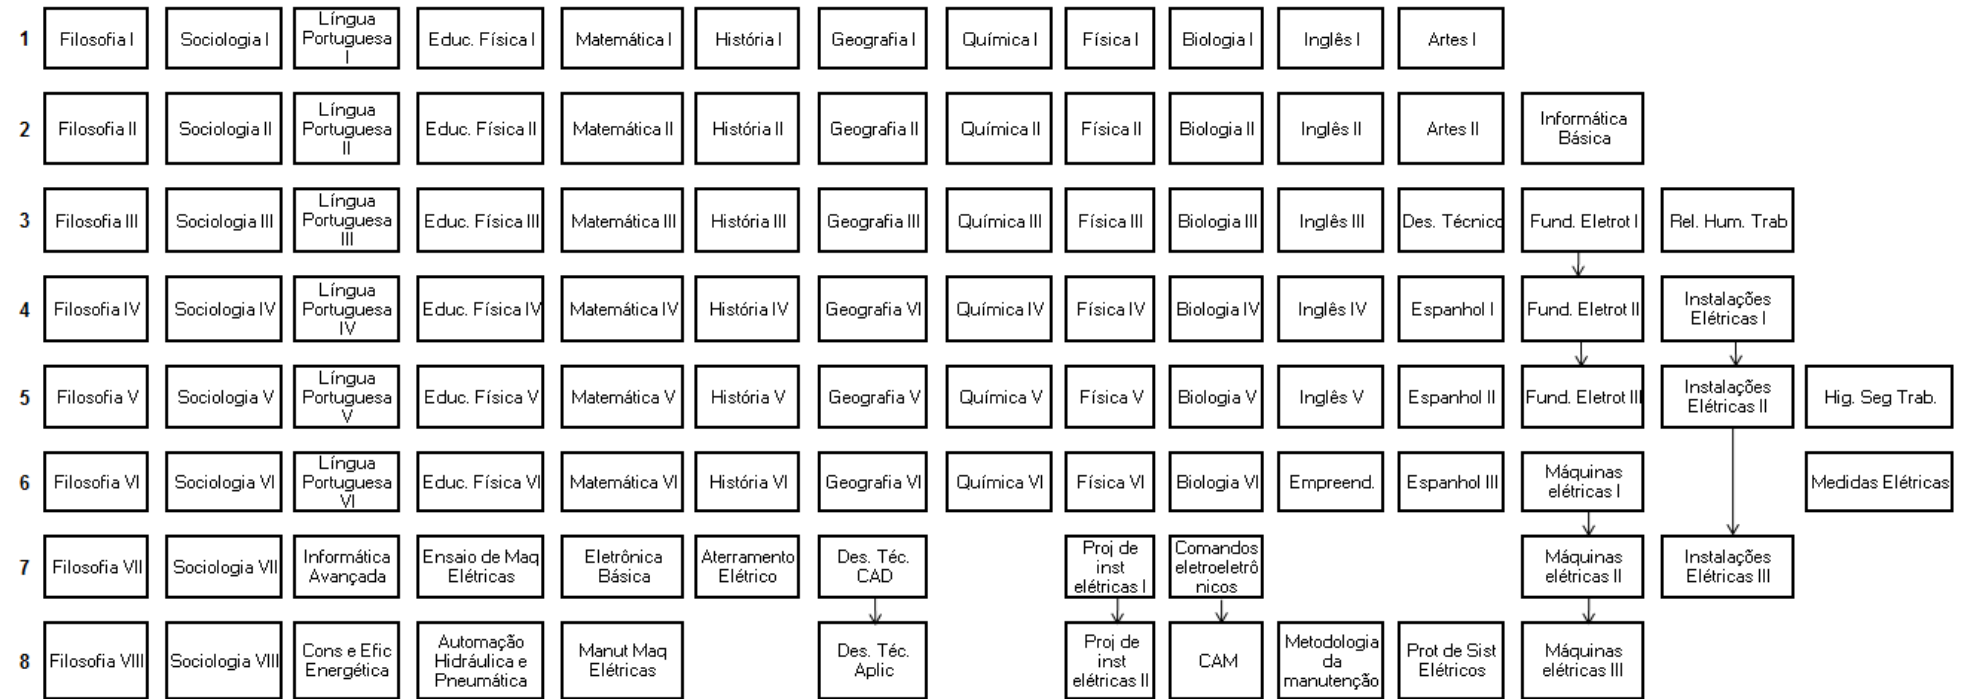 1
Filosofia I
Sociologia I
Língua
Portuguesa
I
Educ. Física I
Matemática I
História I
Geografia I
Química I
Física I
Biologia I
Inglês I
Artes I
2
Filosofia II
Sociologia II
Língua
Portuguesa
II
Educ. Física II
Matemática II
História II
Geografia II
Química II
Física II
Biologia II
Inglês II
Artes II
Informática
Básica
3
Filosofia III
Sociologia III
Língua
Portuguesa
III
Educ. Física III
Matemática III
História III
Geografia III
Química III
Física III
Biologia III
Inglês III
Des. Técnico
Fund. Eletrot I
Rel. Hum. Trab
4
Filosofia IV
Sociologia IV
Língua
Portuguesa
IV
Educ. Física IV
Matemática IV
História IV
Geografia VI
Química IV
Física IV
Biologia IV
Inglês IV
Espanhol I
Fund. Eletrot II
Instalações
Elétricas I
5
Filosofia V
Sociologia V
Língua
Portuguesa
V
Educ. Física V
Matemática V
História V
Geografia V
Química V
Física V
Biologia V
Inglês V
Espanhol II
Fund. Eletrot III
Instalações
Elétricas II
Hig. Seg Trab.
6
Filosofia VI
Sociologia VI
Língua
Portuguesa
VI
Educ. Física VI
Matemática VI
História VI
Geografia VI
Química VI
Física VI
Biologia VI
Empreend.
Espanhol III
Máquinas
elétricas I
Medidas Elétricas
7
Filosofia VII
Sociologia VII
Informática
Avançada
Ensaio de Maq
Elétricas
Eletrônica
Básica
Aterramento
Elétrico
Des. Téc.
CAD
Proj de
inst
elétricas I
Comandos
eletroeletrô
nicos
Máquinas
elétricas II
Instalações
Elétricas III
8
Filosofia VIII
Sociologia VIII
Cons e Efic
Energética
Automação
Hidráulica e
Pneumática
Manut Maq
Elétricas
Des. Téc.
Aplic
Proj de
inst
elétricas II
CAM
Metodologia
da
manutenção
Prot de Sist
Elétricos
Máquinas
elétricas III